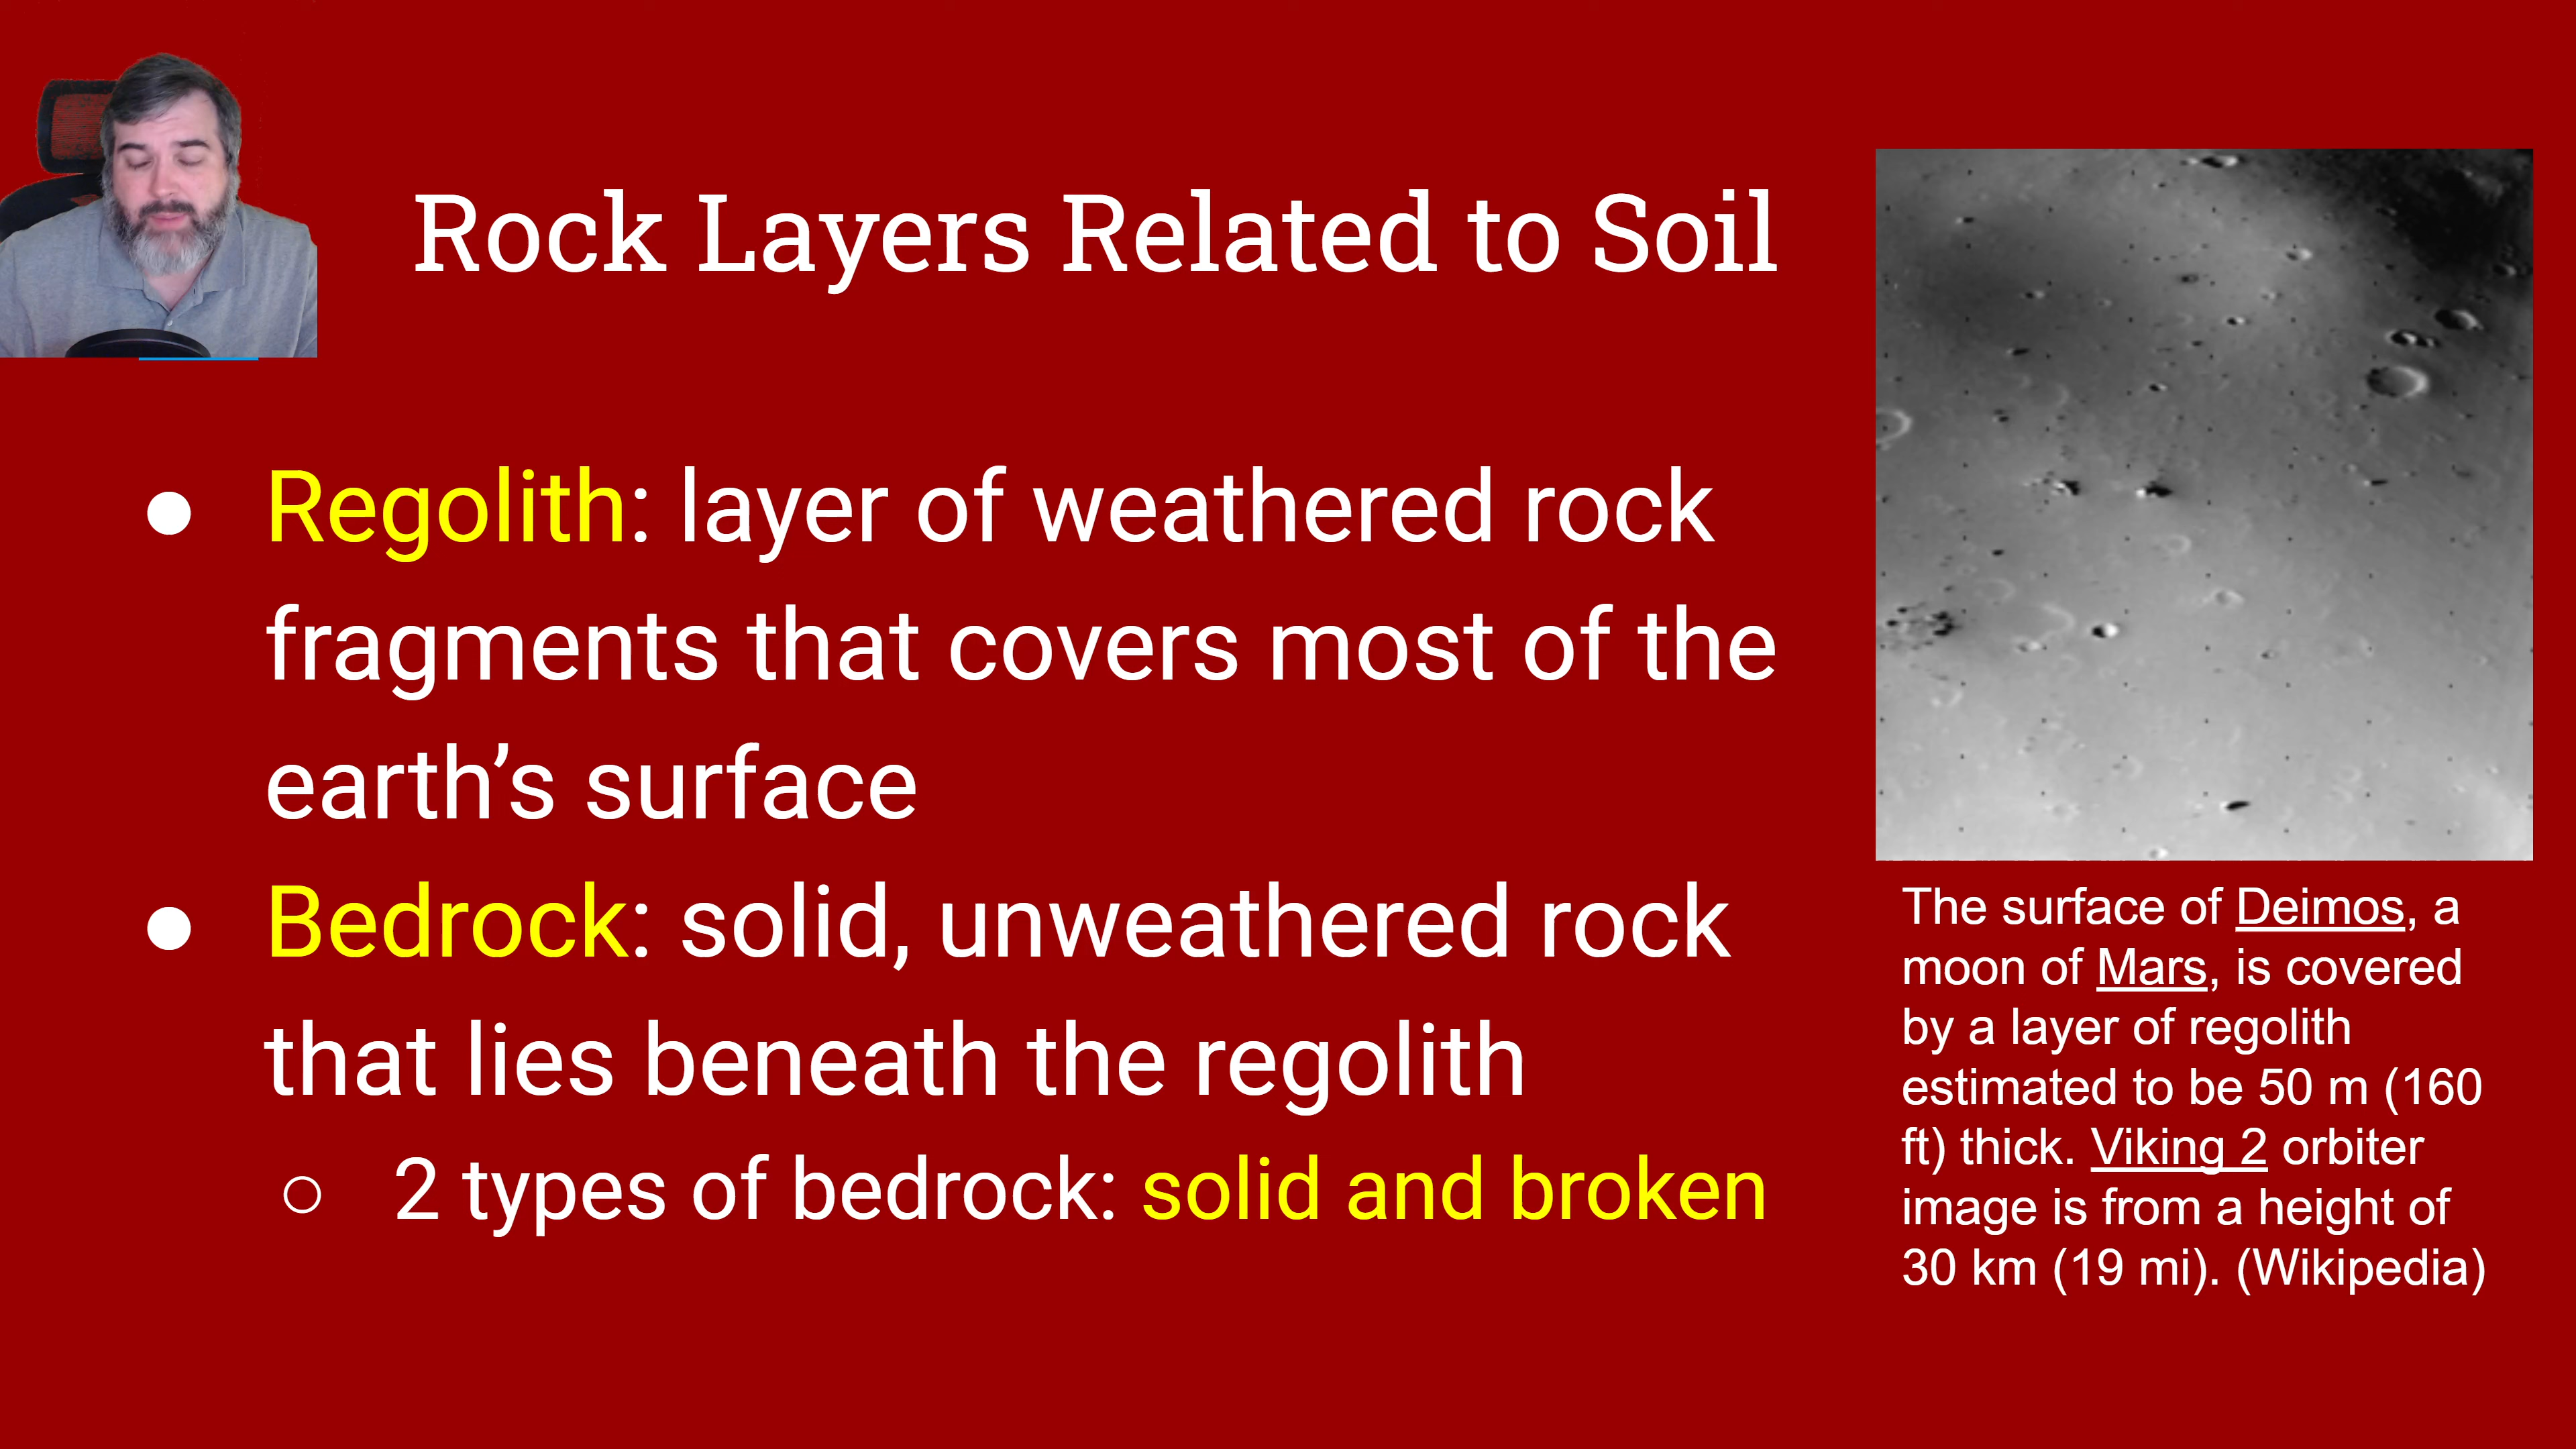 Rock Layers Related to Soil
● Regolith: layer of weathered rock
fragments that covers most of the
earth’s surface
● Bedrock: solid, unweathered rock
that lies beneath the regolith
○ 2 types of bedrock: solid and broken
The surface of Deimos, a
moon of Mars, is covered
by a layer of regolith
estimated to be 50 m (160
ft) thick. Viking 2 orbiter
image is from a height of
30 km (19 mi). (Wikipedia)